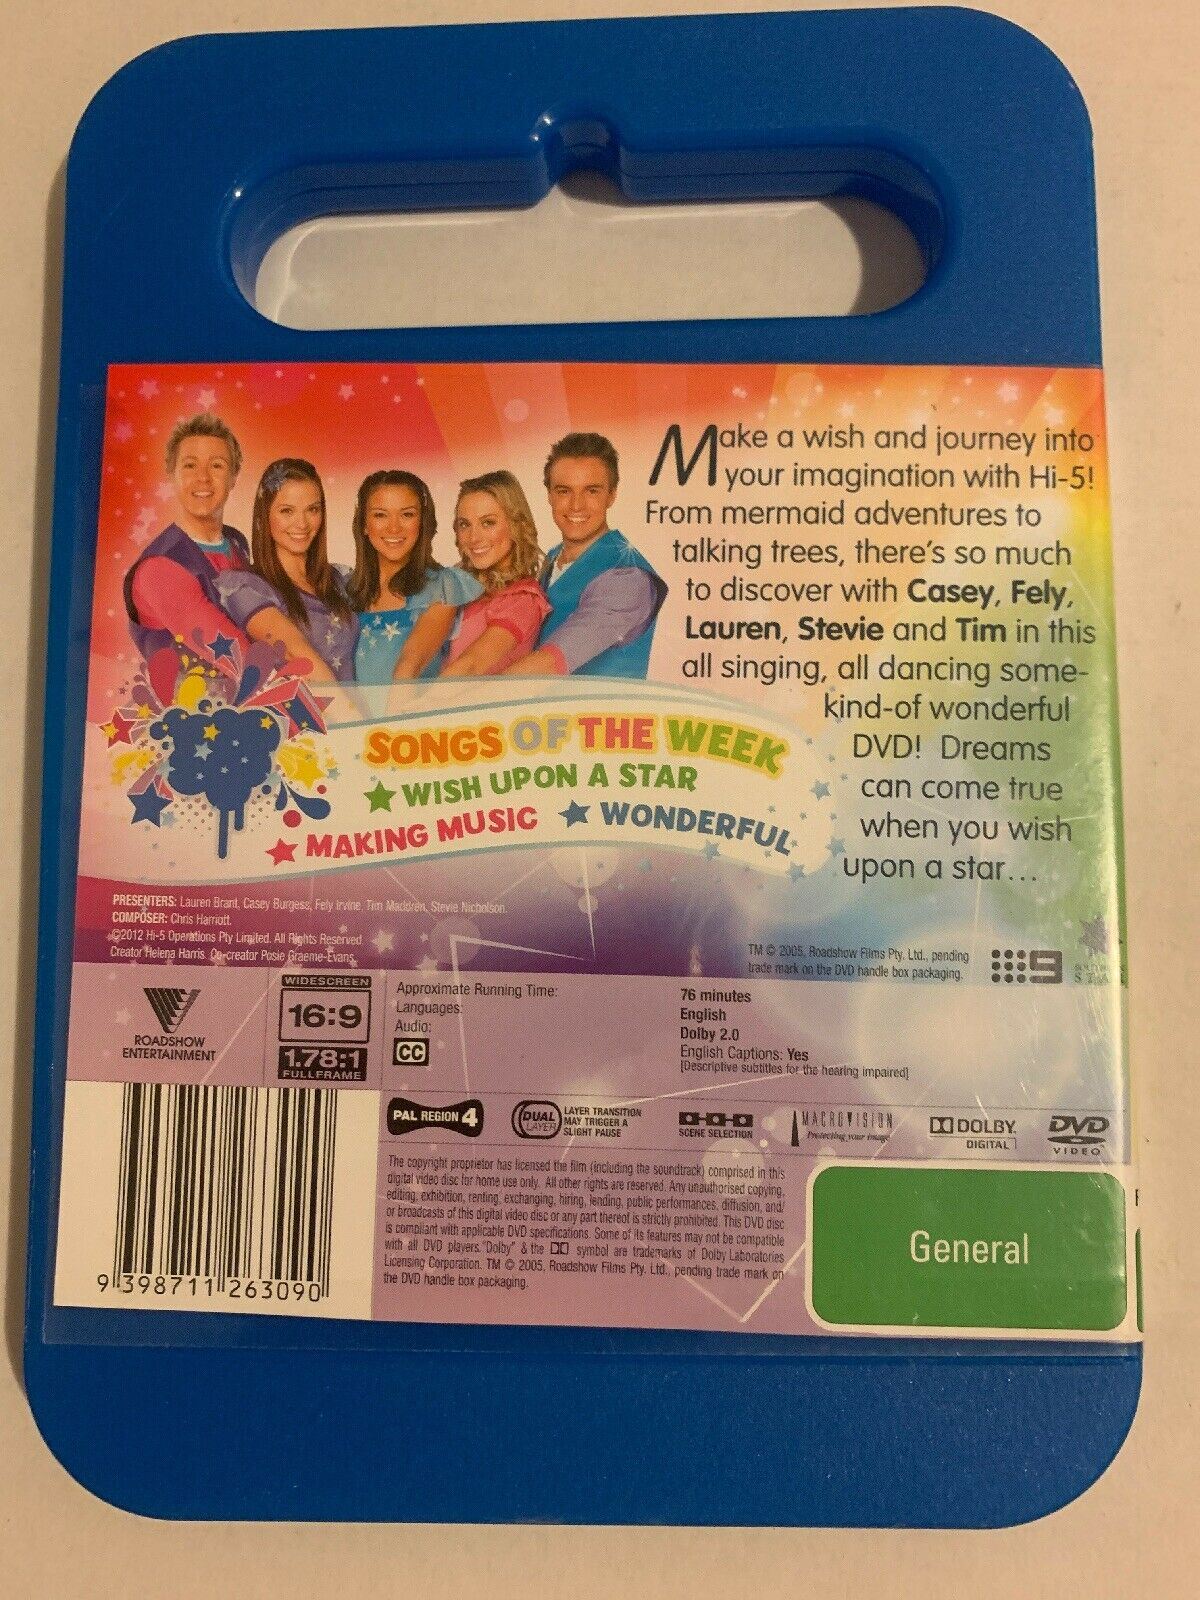 Make a wish and journey into
your imagination with Hi-5!
From mermaid adventures to
talking trees, there's so much
to discover with Casey, Fely,
Lauren, Stevie and Tim in this
all singing, all dancing some-
kind-of wonderful
DVD! Dreams
can come true
when you wish
upon a star...
SONGS OF THE WEEK
WISH UPON A STAR
MAKING MUSIC WONDERFUL
PRESENTERS: Lauren Brant, Casey Burgess, Fely Irvine, Tim Maddren, Stevie Nicholson.
COMPOSER: Chris Harriott.
©2012 Hi-5 Operations Pty Limited. All Rights Reserved
Creator Helena Harris. Co-creator Posie Graeme-Evans.
TM © 2005, Roadshow Films Pty. Ltd., pending
trade mark on the DVD handle box packaging.
9
ROADSHOW
ENTERTAINMENT
WIDESCREEN
16:9
1.78:1
FULLFRAME
Approximate Running Time: 76 minutes
Languages: English
Audio: Dolby 2.0
CC English Captions: Yes
[Descriptive subtitles for the hearing impaired]
PAL REGION 4
DUAL LAYER
LAYER TRANSITION
MAY TRIGGER A
SLIGHT PAUSE
SCENE SELECTION
MACROVISION
Protecting your image
DOLBY
DIGITAL
DVD
VIDEO
The copyright proprietor has licensed the film (including the soundtrack) comprised in this
digital video disc for home use only. All other rights are reserved. Any unauthorised copying,
editing, exhibition, renting, exchanging, hiring, lending, public performances, diffusion, and/
or broadcasts of this digital video disc or any part thereof is strictly prohibited. This DVD disc
is compliant with applicable DVD specifications. Some of its features may not be compatible
with all DVD players. "Dolby" & the symbol are trademarks of Dolby Laboratories
Licensing Corporation. TM © 2005, Roadshow Films Pty. Ltd., pending trade mark on
the DVD handle box packaging.
General
9 398711 263090